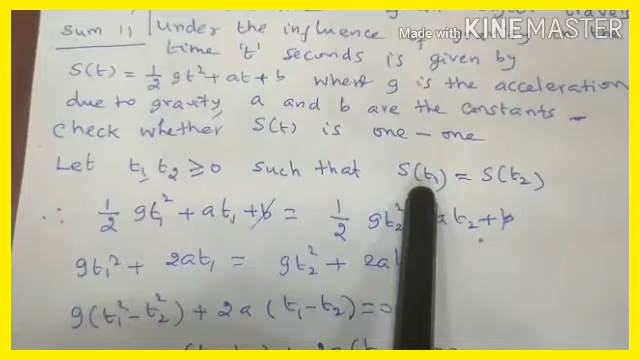 Made with KINEMASTER
sum 11 under the influence
time 't' seconds is given by
S(t) = 1/2 gt² + at + b where g is the acceleration
due to gravity, a and b are the constants -
check whether S(t) is one - one
Let t₁ t₂ ≥ 0 such that S(t₁) = S(t₂)
∴ 1/2 gt₁² + at₁ + b = 1/2 gt₂² a t₂ + b
gt₁² + 2at₁ = gt₂² + 2a
g(t₁² - t₂²) + 2a (t₁ - t₂) = 0